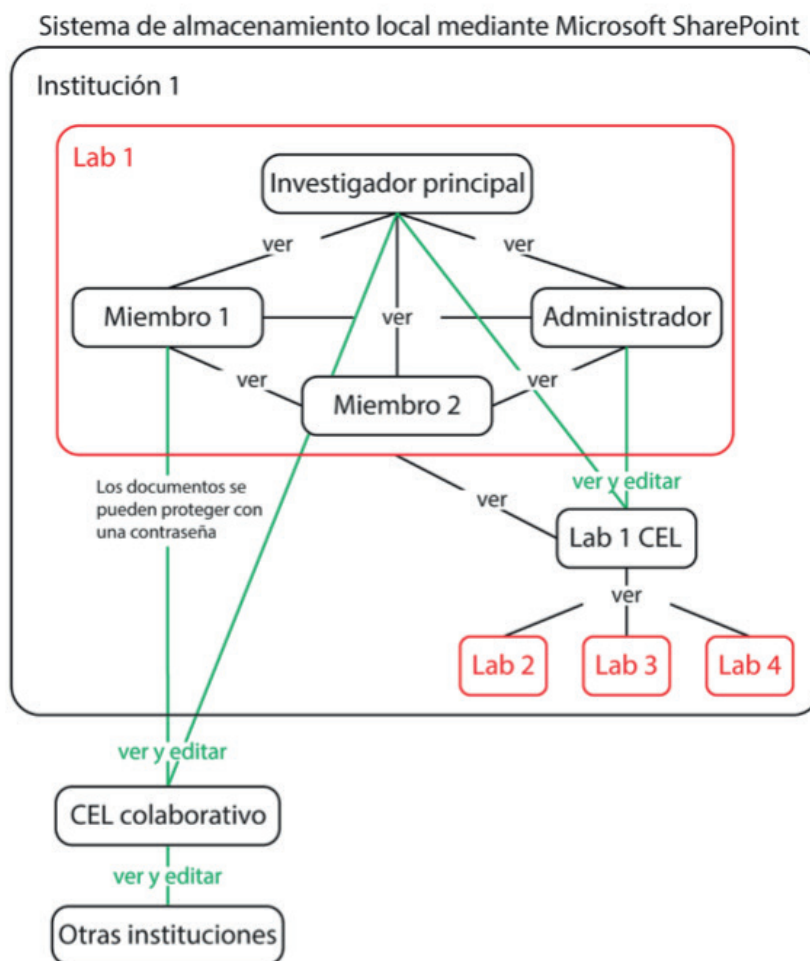 Sistema de almacenamiento local mediante Microsoft SharePoint
Institución 1
Lab 1
Investigador principal
ver
ver
Miembro 1
ver
Administrador
ver
ver
Miembro 2
Los documentos se
pueden proteger con
una contraseña
ver y editar
ver
Lab 1 CEL
ver
Lab 2
Lab 3
Lab 4
ver y editar
CEL colaborativo
ver y editar
Otras instituciones